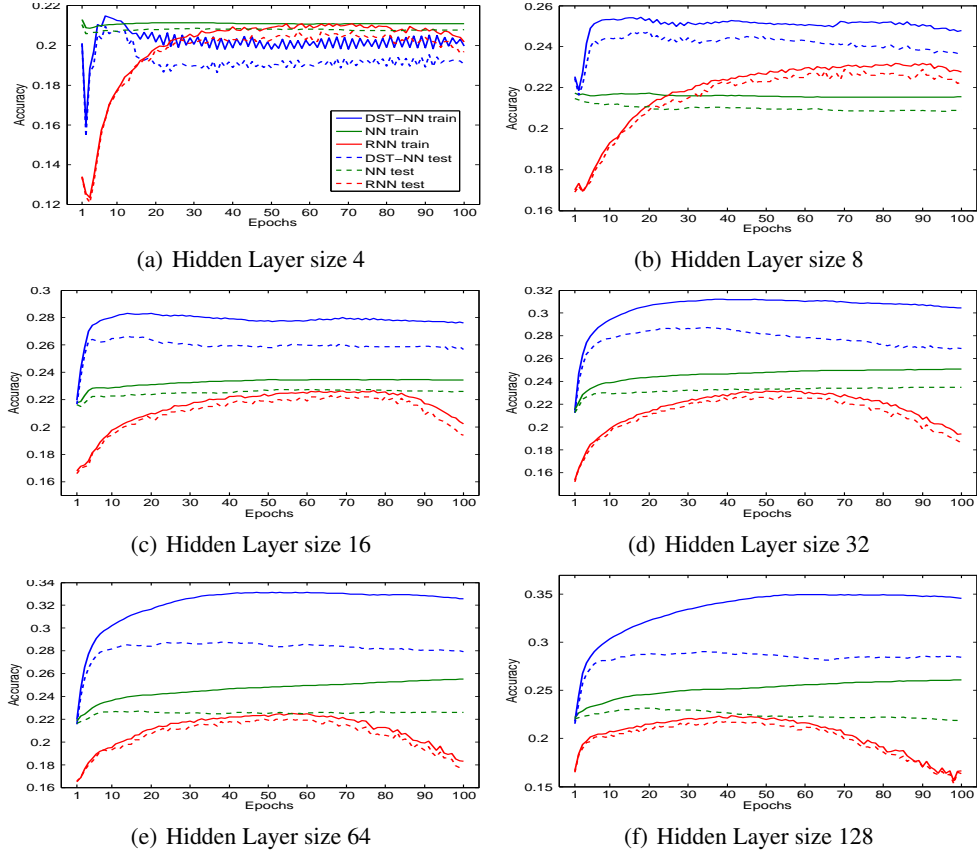 0.22
0.2
0.18
0.16
0.14
0.12
Accuracy
DST-NN train
NN train
RNN train
DST-NN test
NN test
RNN test
1 10 20 30 40 50 60 70 80 90 100
Epochs
(a) Hidden Layer size 4
0.26
0.24
0.22
0.2
0.18
0.16
Accuracy
1 10 20 30 40 50 60 70 80 90 100
Epochs
(b) Hidden Layer size 8
0.3
0.28
0.26
0.24
0.22
0.2
0.18
0.16
Accuracy
1 10 20 30 40 50 60 70 80 90 100
Epochs
(c) Hidden Layer size 16
0.32
0.3
0.28
0.26
0.24
0.22
0.2
0.18
0.16
Accuracy
1 10 20 30 40 50 60 70 80 90 100
Epochs
(d) Hidden Layer size 32
0.34
0.32
0.3
0.28
0.26
0.24
0.22
0.2
0.18
0.16
Accuracy
1 10 20 30 40 50 60 70 80 90 100
Epochs
(e) Hidden Layer size 64
0.35
0.3
0.25
0.2
0.15
Accuracy
1 10 20 30 40 50 60 70 80 90 100
Epochs
(f) Hidden Layer size 128